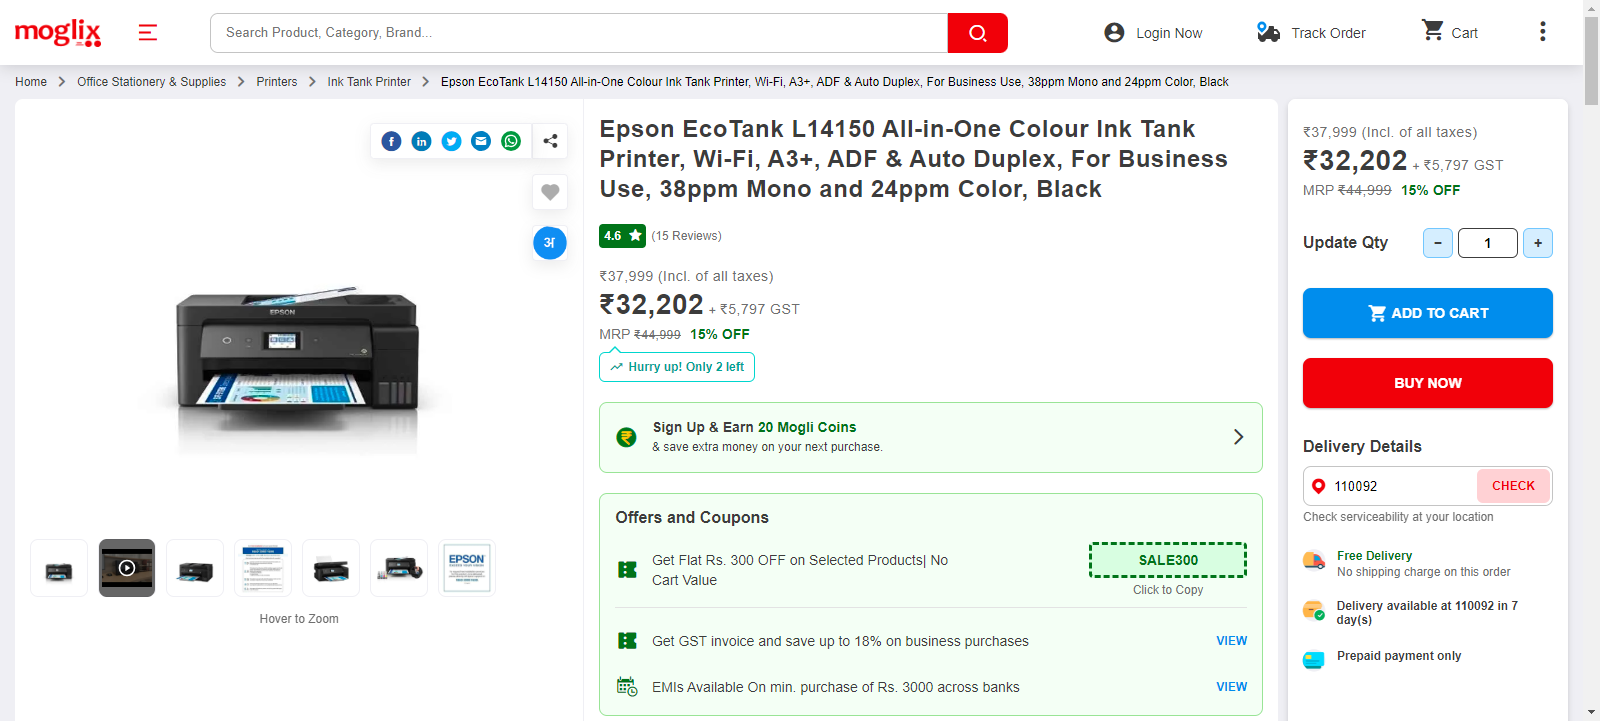 moglix
Search Product, Category, Brand...
Login Now
Track Order
Cart
Home
Office Stationery & Supplies
Printers
Ink Tank Printer
Epson EcoTank L14150 All-in-One Colour Ink Tank Printer, Wi-Fi, A3+, ADF & Auto Duplex, For Business Use, 38ppm Mono and 24ppm Color, Black
अ
EPSON
EPSON
Hover to Zoom
Epson EcoTank L14150 All-in-One Colour Ink Tank
Printer, Wi-Fi, A3+, ADF & Auto Duplex, For Business
Use, 38ppm Mono and 24ppm Color, Black
4.6
(15 Reviews)
₹37,999 (Incl. of all taxes)
₹32,202 + ₹5,797 GST
MRP ₹44,999 15% OFF
Hurry up! Only 2 left
Sign Up & Earn 20 Mogli Coins
& save extra money on your next purchase.
Offers and Coupons
Get Flat Rs. 300 OFF on Selected Products| No
Cart Value
SALE300
Click to Copy
Get GST invoice and save up to 18% on business purchases
VIEW
EMIs Available On min. purchase of Rs. 3000 across banks
VIEW
₹37,999 (Incl. of all taxes)
₹32,202 + ₹5,797 GST
MRP ₹44,999 15% OFF
Update Qty
−
1
+
ADD TO CART
BUY NOW
Delivery Details
110092
CHECK
Check serviceability at your location
Free Delivery
No shipping charge on this order
Delivery available at 110092 in 7
day(s)
Prepaid payment only